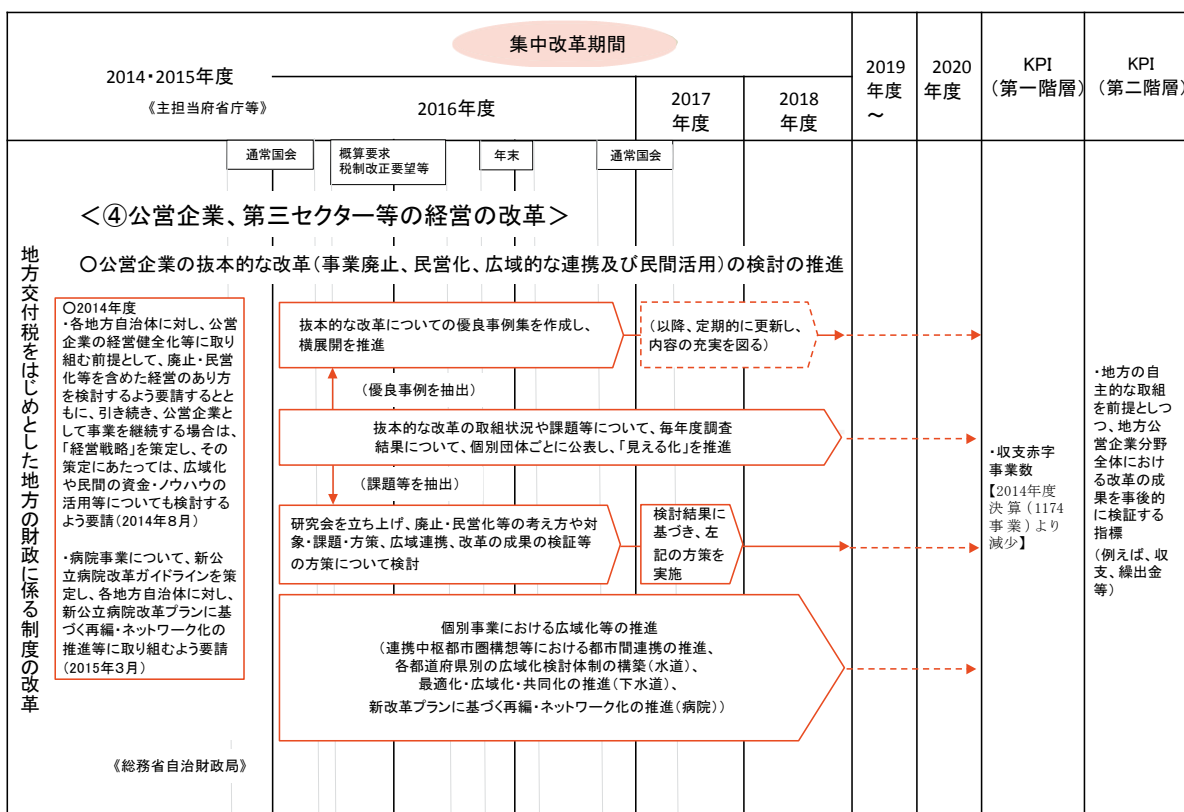 集中改革期間
2014・2015年度
《主担当府省庁等》
2016年度
2017
年度
2018
年度
2019
年度
～
2020
年度
KPI
(第一階層)
KPI
(第二階層)
通常国会
概算要求
税制改正要望等
年末
通常国会
地方交付税をはじめとした地方の財政に係る制度の改革
＜④公営企業、第三セクター等の経営の改革＞
○公営企業の抜本的な改革(事業廃止、民営化、広域的な連携及び民間活用)の検討の推進
○2014年度
・各地方自治体に対し、公営
企業の経営健全化等に取り
組む前提として、廃止・民営
化等を含めた経営のあり方
を検討するよう要請するとと
もに、引き続き、公営企業と
して事業を継続する場合は、
「経営戦略」を策定し、その
策定にあたっては、広域化
や民間の資金・ノウハウの
活用等についても検討する
よう要請(2014年8月)
・病院事業について、新公
立病院改革ガイドラインを策
定し、各地方自治体に対し、
新公立病院改革プランに基
づく再編・ネットワーク化の
推進等に取り組むよう要請
(2015年3月)
《総務省自治財政局》
抜本的な改革についての優良事例集を作成し、
横展開を推進
(以降、定期的に更新し、
内容の充実を図る)
(優良事例を抽出)
抜本的な改革の取組状況や課題等について、毎年度調査
結果について、個別団体ごとに公表し、「見える化」を推進
(課題等を抽出)
研究会を立ち上げ、廃止・民営化等の考え方や対
象・課題・方策、広域連携、改革の成果の検証等
の方策について検討
検討結果に
基づき、左
記の方策を
実施
個別事業における広域化等の推進
(連携中枢都市圏構想等における都市間連携の推進、
各都道府県別の広域化検討体制の構築(水道)、
最適化・広域化・共同化の推進(下水道)、
新改革プランに基づく再編・ネットワーク化の推進(病院))
・収支赤字
事業数
【2014年度
決算(1174
事業)より
減少】
・地方の自
主的な取組
を前提としつ
つ、地方公
営企業分野
全体におけ
る改革の成
果を事後的
に検証する
指標
(例えば、収
支、繰出金
等)